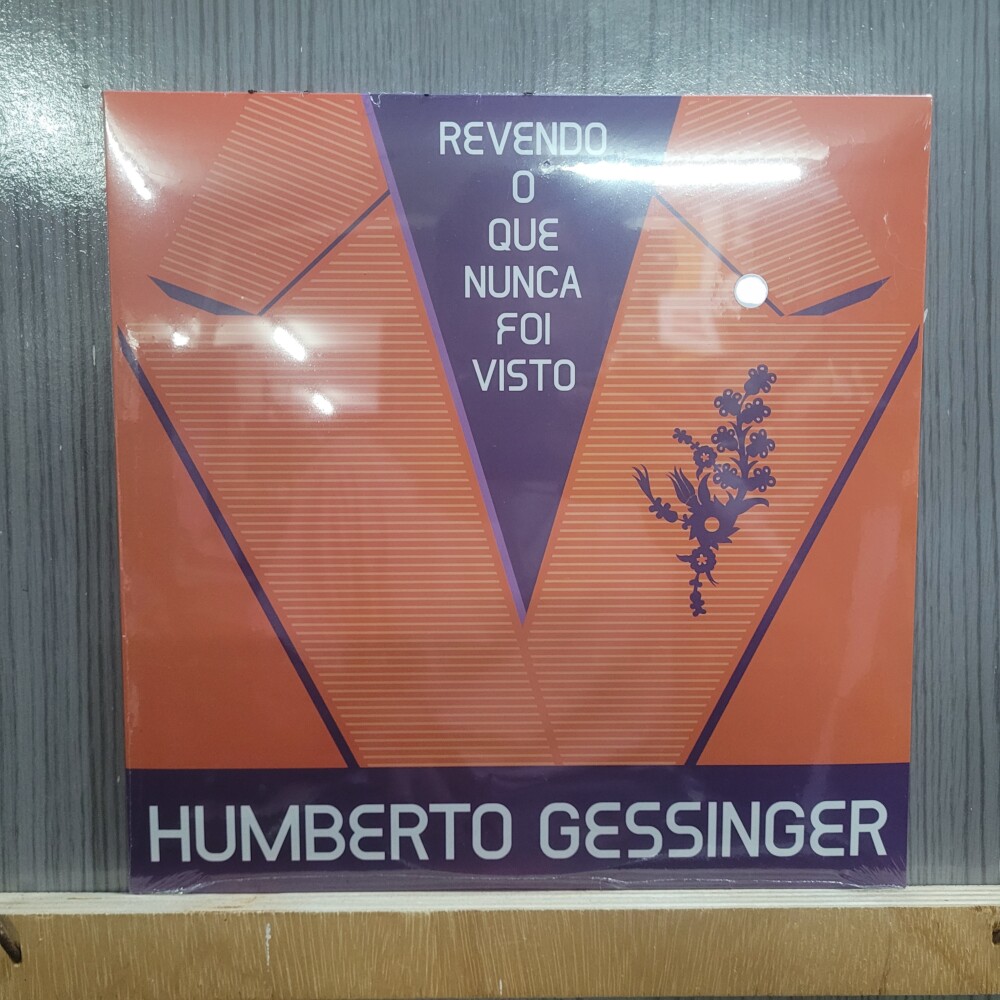 REVENDO
O
QUE
NUNCA
FOI
VISTO
HUMBERTO GESSINGER